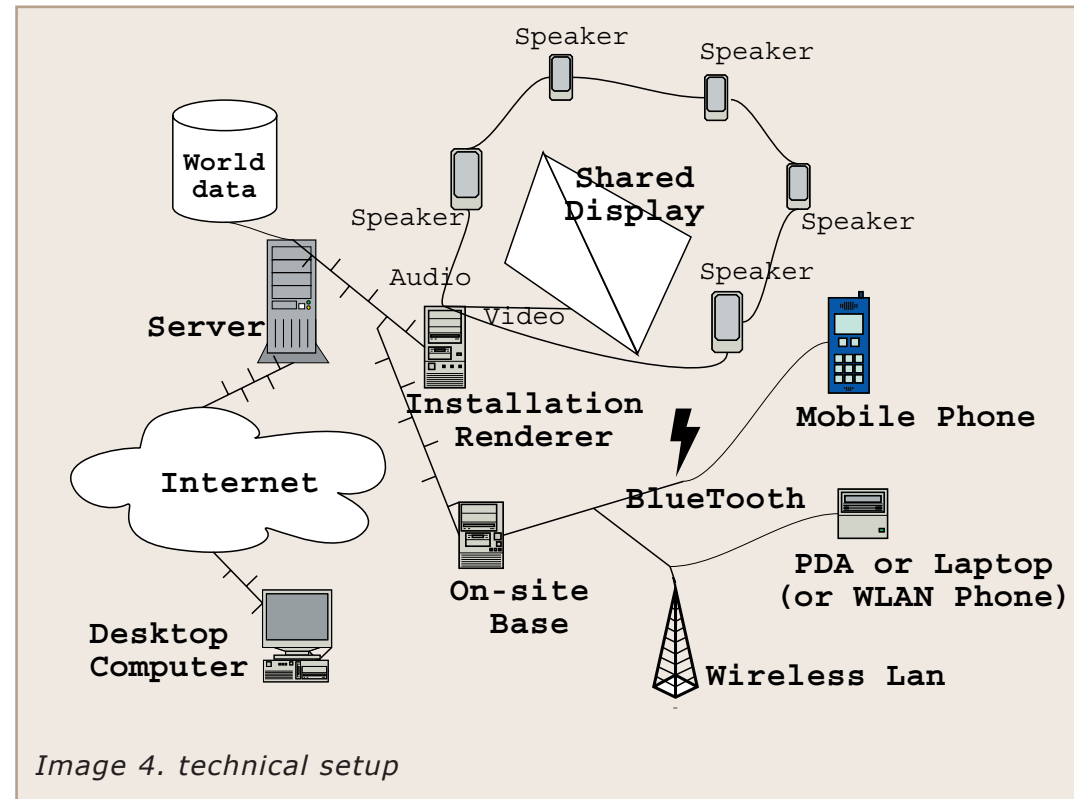 Speaker
Speaker
World
data
Shared
Display
Speaker
Speaker
Audio
Speaker
Server
Video
Installation
Renderer
Mobile Phone
Internet
BlueTooth
On-site
Base
PDA or Laptop
(or WLAN Phone)
Desktop
Computer
Wireless Lan
Image 4. technical setup